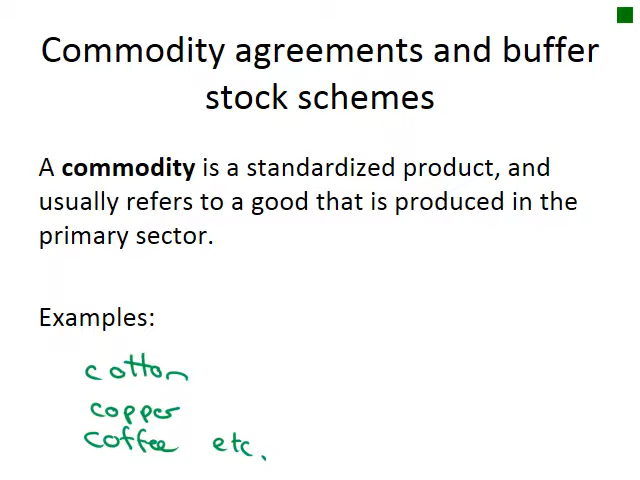 Commodity agreements and buffer
stock schemes
A commodity is a standardized product, and
usually refers to a good that is produced in the
primary sector.
Examples:
cotton
copper
coffee etc.